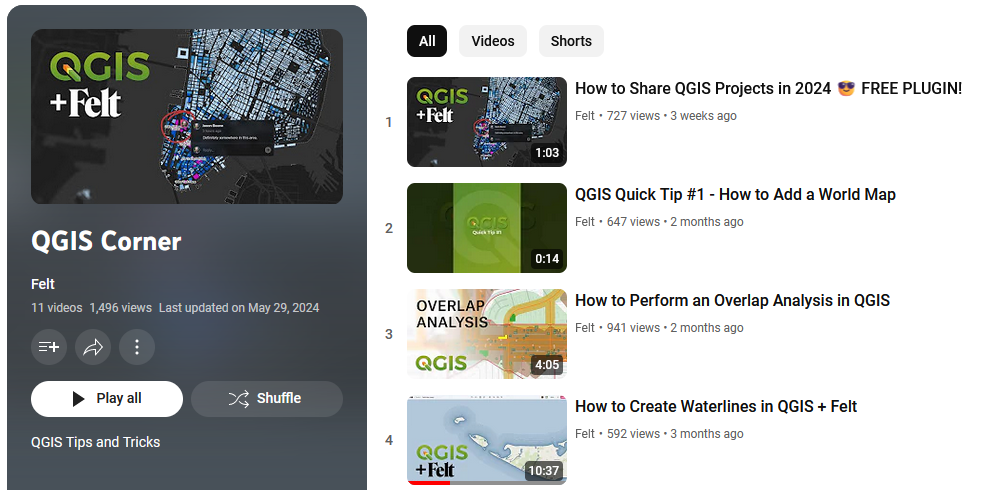 QGIS
+Felt
QGIS Corner
Felt
11 videos 1,496 views Last updated on May 29, 2024
Play all
Shuffle
QGIS Tips and Tricks
All
Videos
Shorts
1
QGIS
+Felt
1:03
How to Share QGIS Projects in 2024 😎 FREE PLUGIN!
Felt • 727 views • 3 weeks ago
2
QGIS
Quick Tip #1
0:14
QGIS Quick Tip #1 - How to Add a World Map
Felt • 647 views • 2 months ago
3
OVERLAP
ANALYSIS
QGIS
4:05
How to Perform an Overlap Analysis in QGIS
Felt • 941 views • 2 months ago
4
QGIS
+Felt
10:37
How to Create Waterlines in QGIS + Felt
Felt • 592 views • 3 months ago